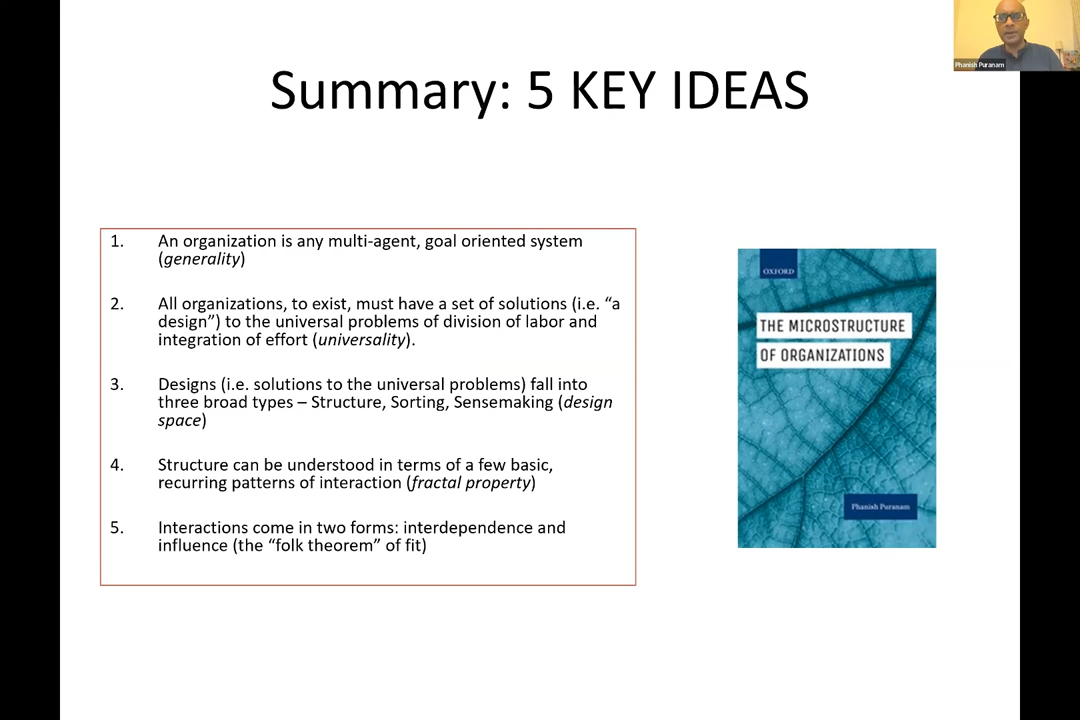 Phanish Puranam
Summary: 5 KEY IDEAS
1. An organization is any multi-agent, goal oriented system
(generality)
2. All organizations, to exist, must have a set of solutions (i.e. “a
design”) to the universal problems of division of labor and
integration of effort (universality).
3. Designs (i.e. solutions to the universal problems) fall into
three broad types – Structure, Sorting, Sensemaking (design
space)
4. Structure can be understood in terms of a few basic,
recurring patterns of interaction (fractal property)
5. Interactions come in two forms: interdependence and
influence (the “folk theorem” of fit)
OXFORD
THE MICROSTRUCTURE
OF ORGANIZATIONS
Phanish Puranam